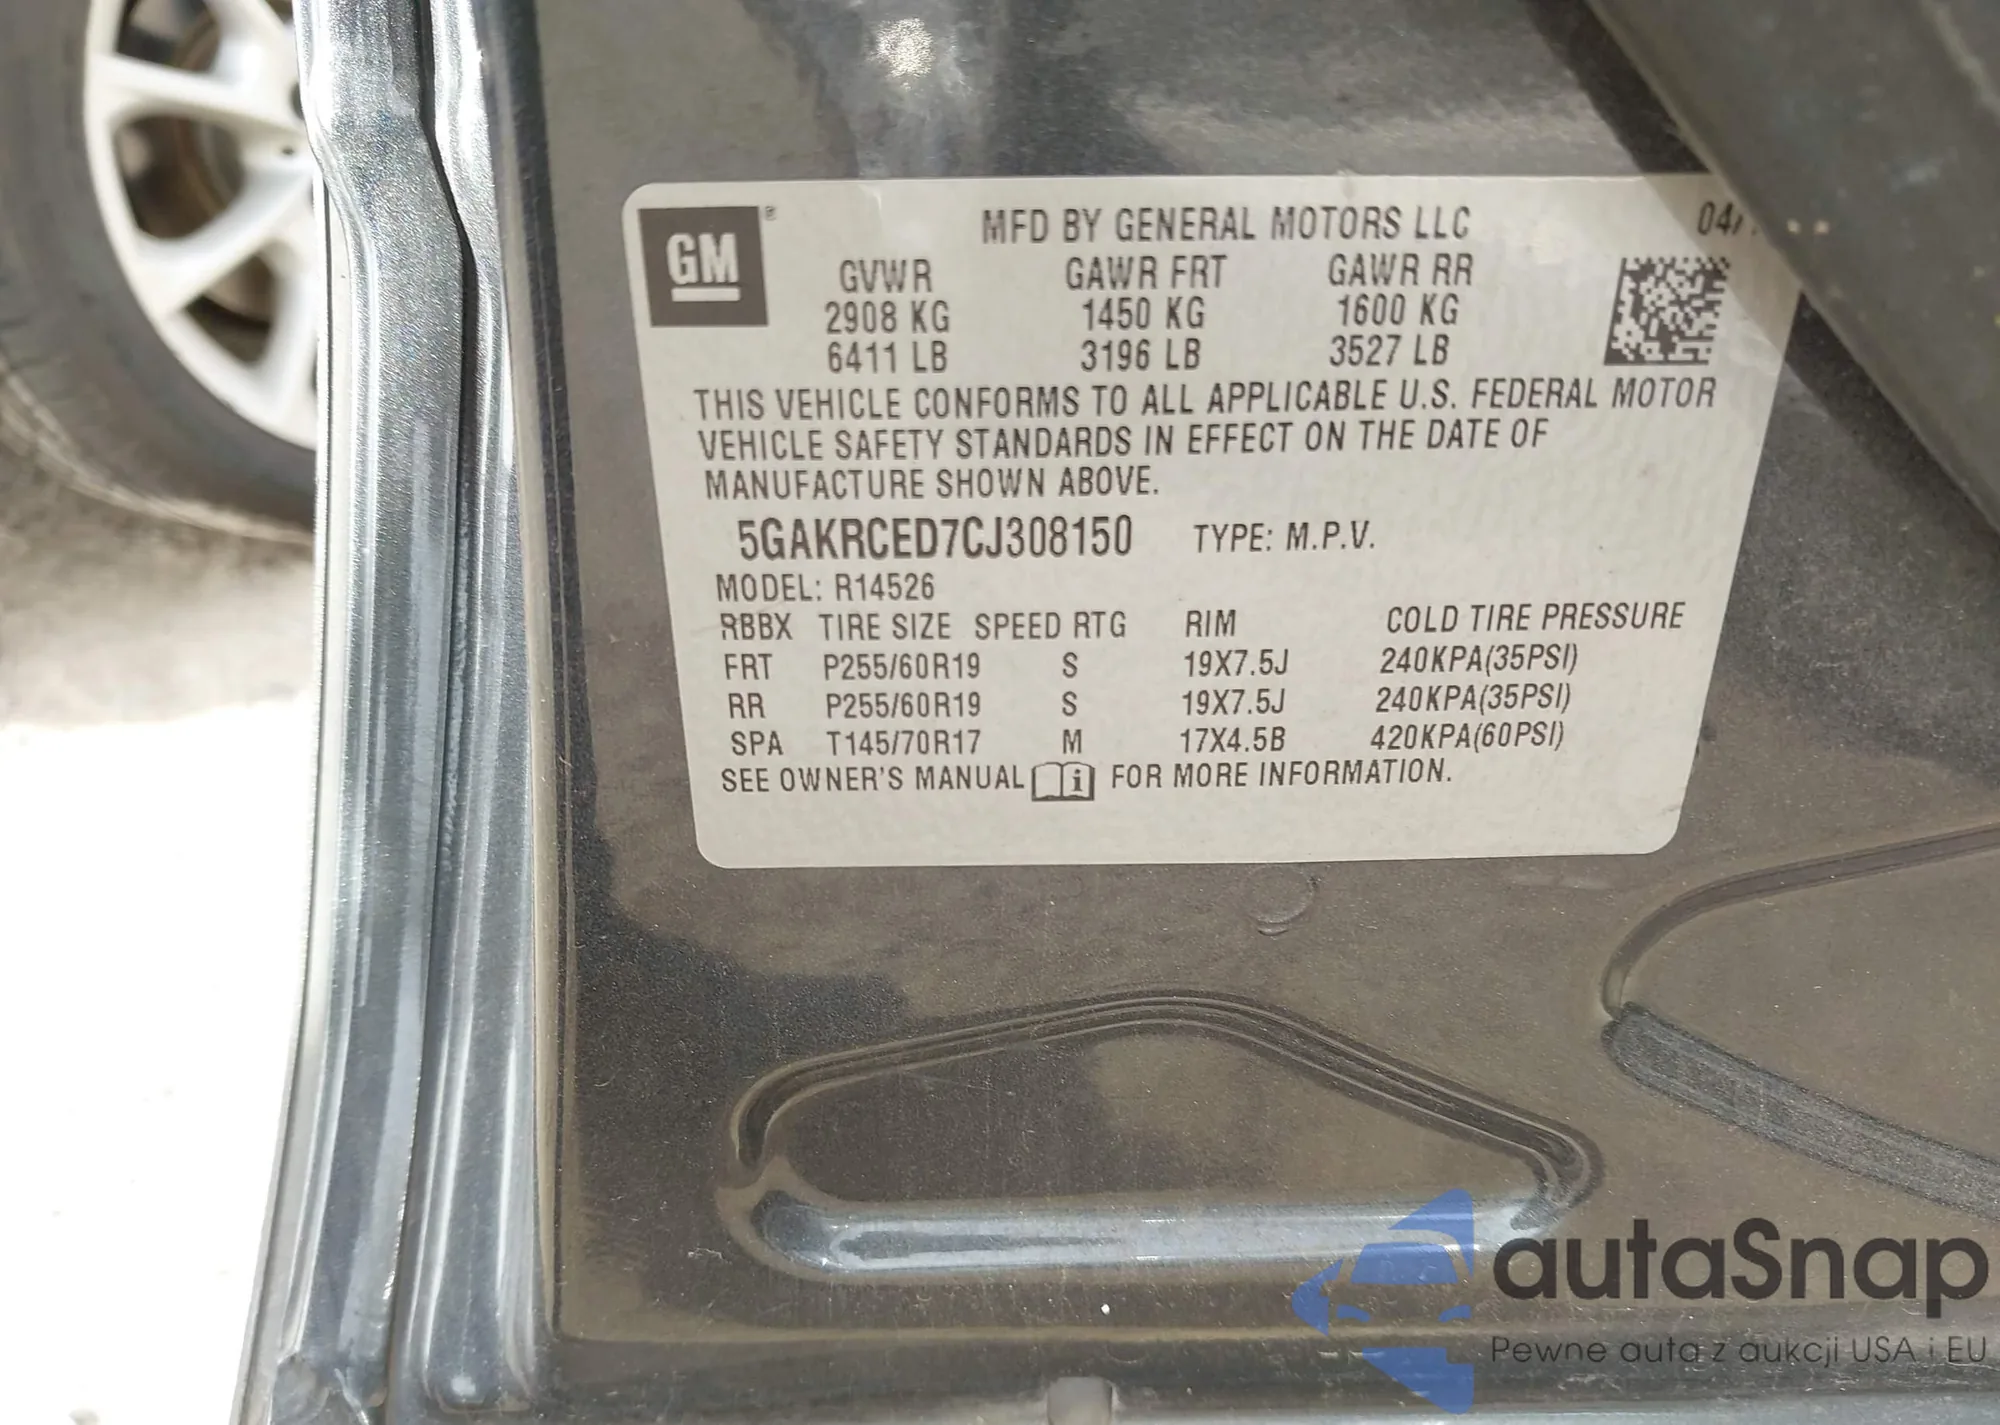 GM ®
MFD BY GENERAL MOTORS LLC 04/
GVWR GAWR FRT GAWR RR
2908 KG 1450 KG 1600 KG
6411 LB 3196 LB 3527 LB
THIS VEHICLE CONFORMS TO ALL APPLICABLE U.S. FEDERAL MOTOR
VEHICLE SAFETY STANDARDS IN EFFECT ON THE DATE OF
MANUFACTURE SHOWN ABOVE.
5GAKRCED7CJ308150 TYPE: M.P.V.
MODEL: R14526
RBBX TIRE SIZE SPEED RTG RIM COLD TIRE PRESSURE
FRT P255/60R19 S 19X7.5J 240KPA(35PSI)
RR P255/60R19 S 19X7.5J 240KPA(35PSI)
SPA T145/70R17 M 17X4.5B 420KPA(60PSI)
SEE OWNER'S MANUAL FOR MORE INFORMATION.
autaSnap
Pewne auta z aukcji USA i EU